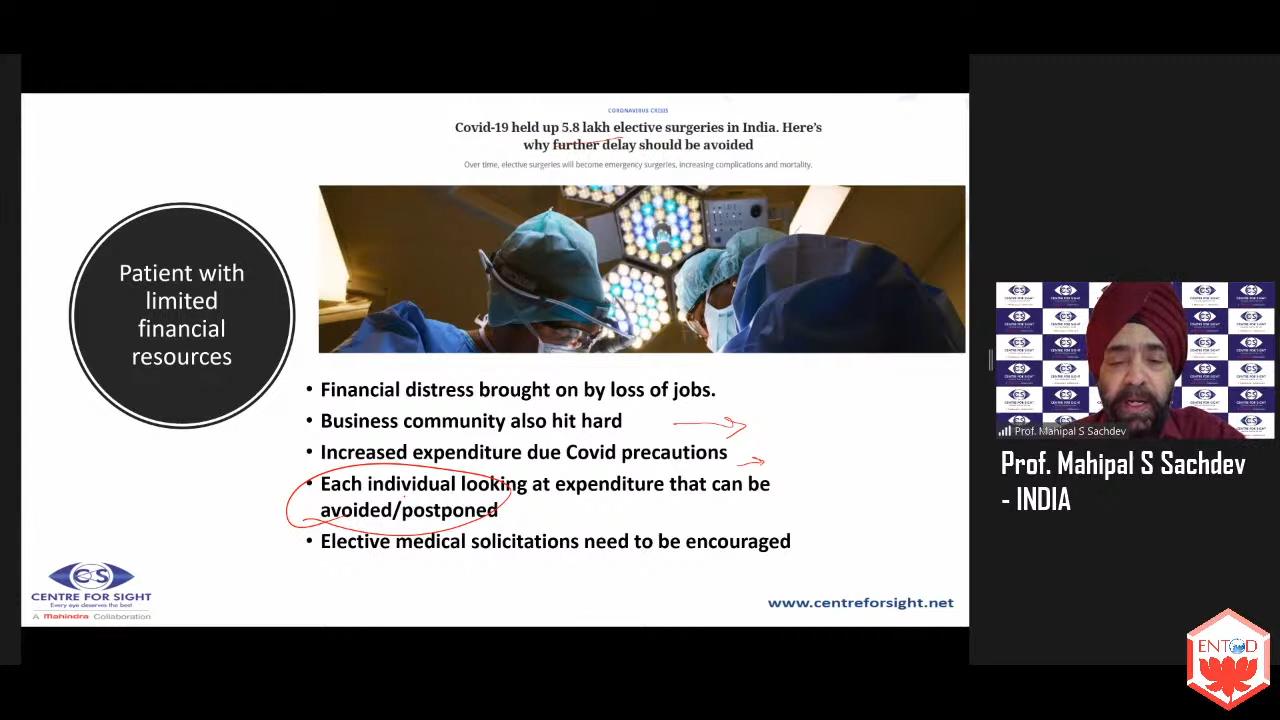 CORONAVIRUS CRISIS
Covid-19 held up 5.8 lakh elective surgeries in India. Here's
why further delay should be avoided
Over time, elective surgeries will become emergency surgeries, increasing complications and mortality.
Patient with
limited
financial
resources
• Financial distress brought on by loss of jobs.
• Business community also hit hard
• Increased expenditure due Covid precautions
• Each individual looking at expenditure that can be
avoided/postponed
• Elective medical solicitations need to be encouraged
CS
CENTRE FOR SIGHT
Every eye deserves the best
A Mahindra Collaboration
www.centreforsight.net
CENTRE FOR SIGHT
Prof. Mahipal S Sachdev
Prof. Mahipal S Sachdev
- INDIA
ENTOD